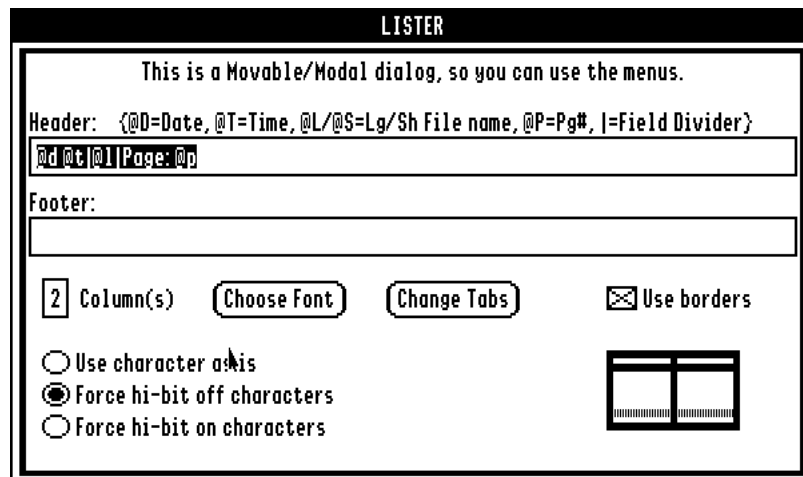 LISTER
This is a Movable/Modal dialog, so you can use the menus.
Header: {@D=Date, @T=Time, @L/@S=Lg/Sh File name, @P=Pg#, |=Field Divider}
@d @t|@l|Page: @p
Footer:
2 Column(s) Choose Font Change Tabs Use borders
Use character as is
Force hi-bit off characters
Force hi-bit on characters